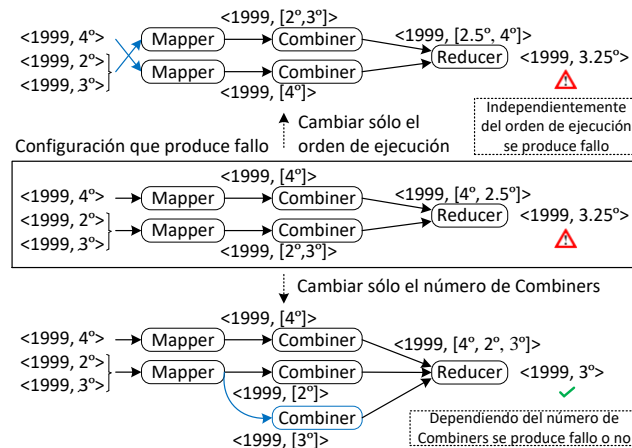 <1999, [2º,3º]>
<1999, 4º>
Mapper
Combiner
<1999, [2.5º, 4º]>
<1999, 2º>
<1999, 3º>
Mapper
Combiner
Reducer
<1999, 3.25º>
<1999, [4º]>
Independientemente
del orden de ejecución
se produce fallo
Cambiar sólo el
orden de ejecución
Configuración que produce fallo
<1999, [4º]>
<1999, 4º>
Mapper
Combiner
<1999, [4º, 2.5º]>
<1999, 2º>
<1999, 3º>
Mapper
Combiner
Reducer
<1999, 3.25º>
<1999, [2º,3º]>
Cambiar sólo el número de Combiners
<1999, [4º]>
<1999, 4º>
Mapper
Combiner
<1999, [4º, 2º, 3º]>
<1999, 2º>
<1999, 3º>
Mapper
Combiner
Reducer
<1999, 3º>
<1999, [2º]>
Combiner
<1999, [3º]>
Dependiendo del número de
Combiners se produce fallo o no